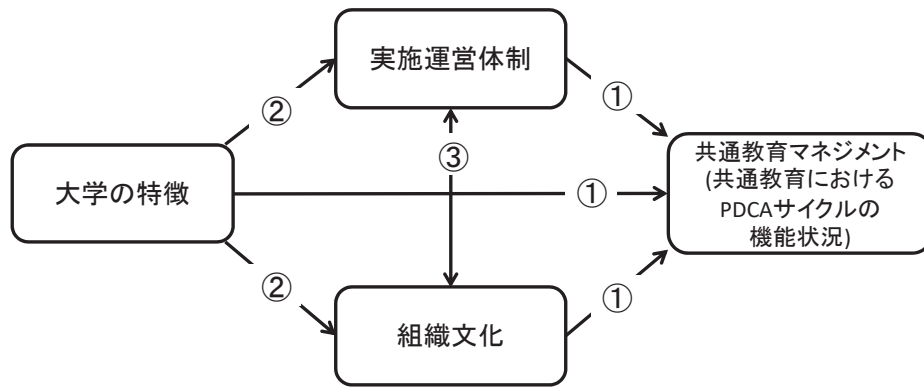 実施運営体制
①
②
③
大学の特徴
①
共通教育マネジメント
(共通教育における
PDCAサイクルの
機能状況)
②
①
組織文化